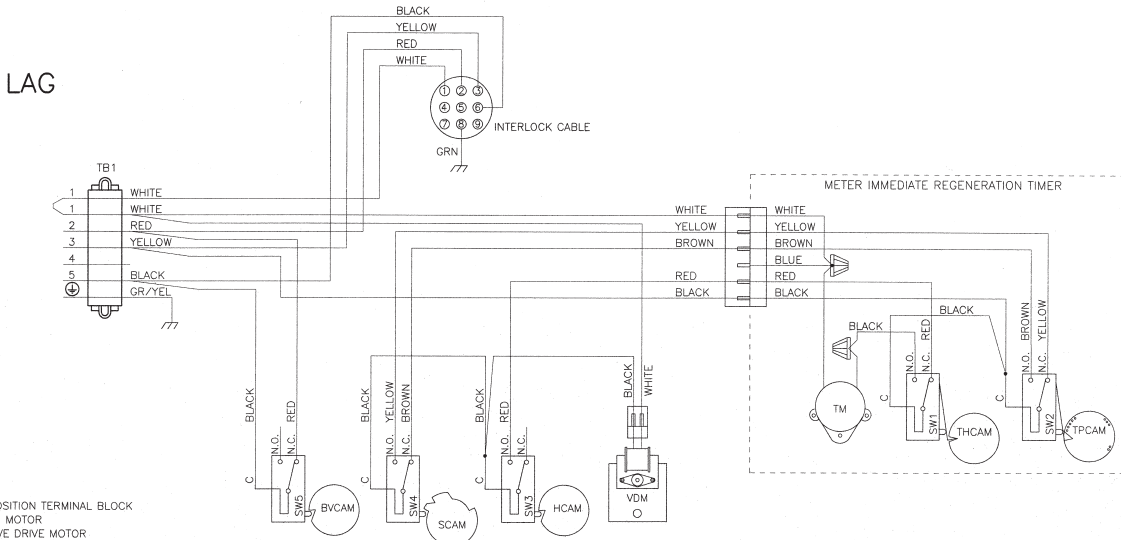 BLACK
YELLOW
RED
WHITE
LAG
1 2 3
4 5 6
7 8 9
INTERLOCK CABLE
GRN
TB1
METER IMMEDIATE REGENERATION TIMER
1 WHITE
1 WHITE
2 RED
3 YELLOW
4
5 BLACK
GR/YEL
WHITE WHITE
YELLOW YELLOW
BROWN BROWN
BLUE
RED RED
BLACK BLACK
BLACK
BLACK
RED
BROWN
YELLOW
N.O.
N.C.
N.O.
N.C.
C
C
TM
SW1
THCAM
SW2
TPCAM
BLACK
RED
BLACK
YELLOW
BROWN
BLACK
RED
BLACK
WHITE
N.O.
N.C.
N.O.
N.C.
N.O.
N.C.
C
C
C
SW5
BVCAM
SW4
SCAM
SW3
HCAM
VDM
OSITION TERMINAL BLOCK
MOTOR
VE DRIVE MOTOR